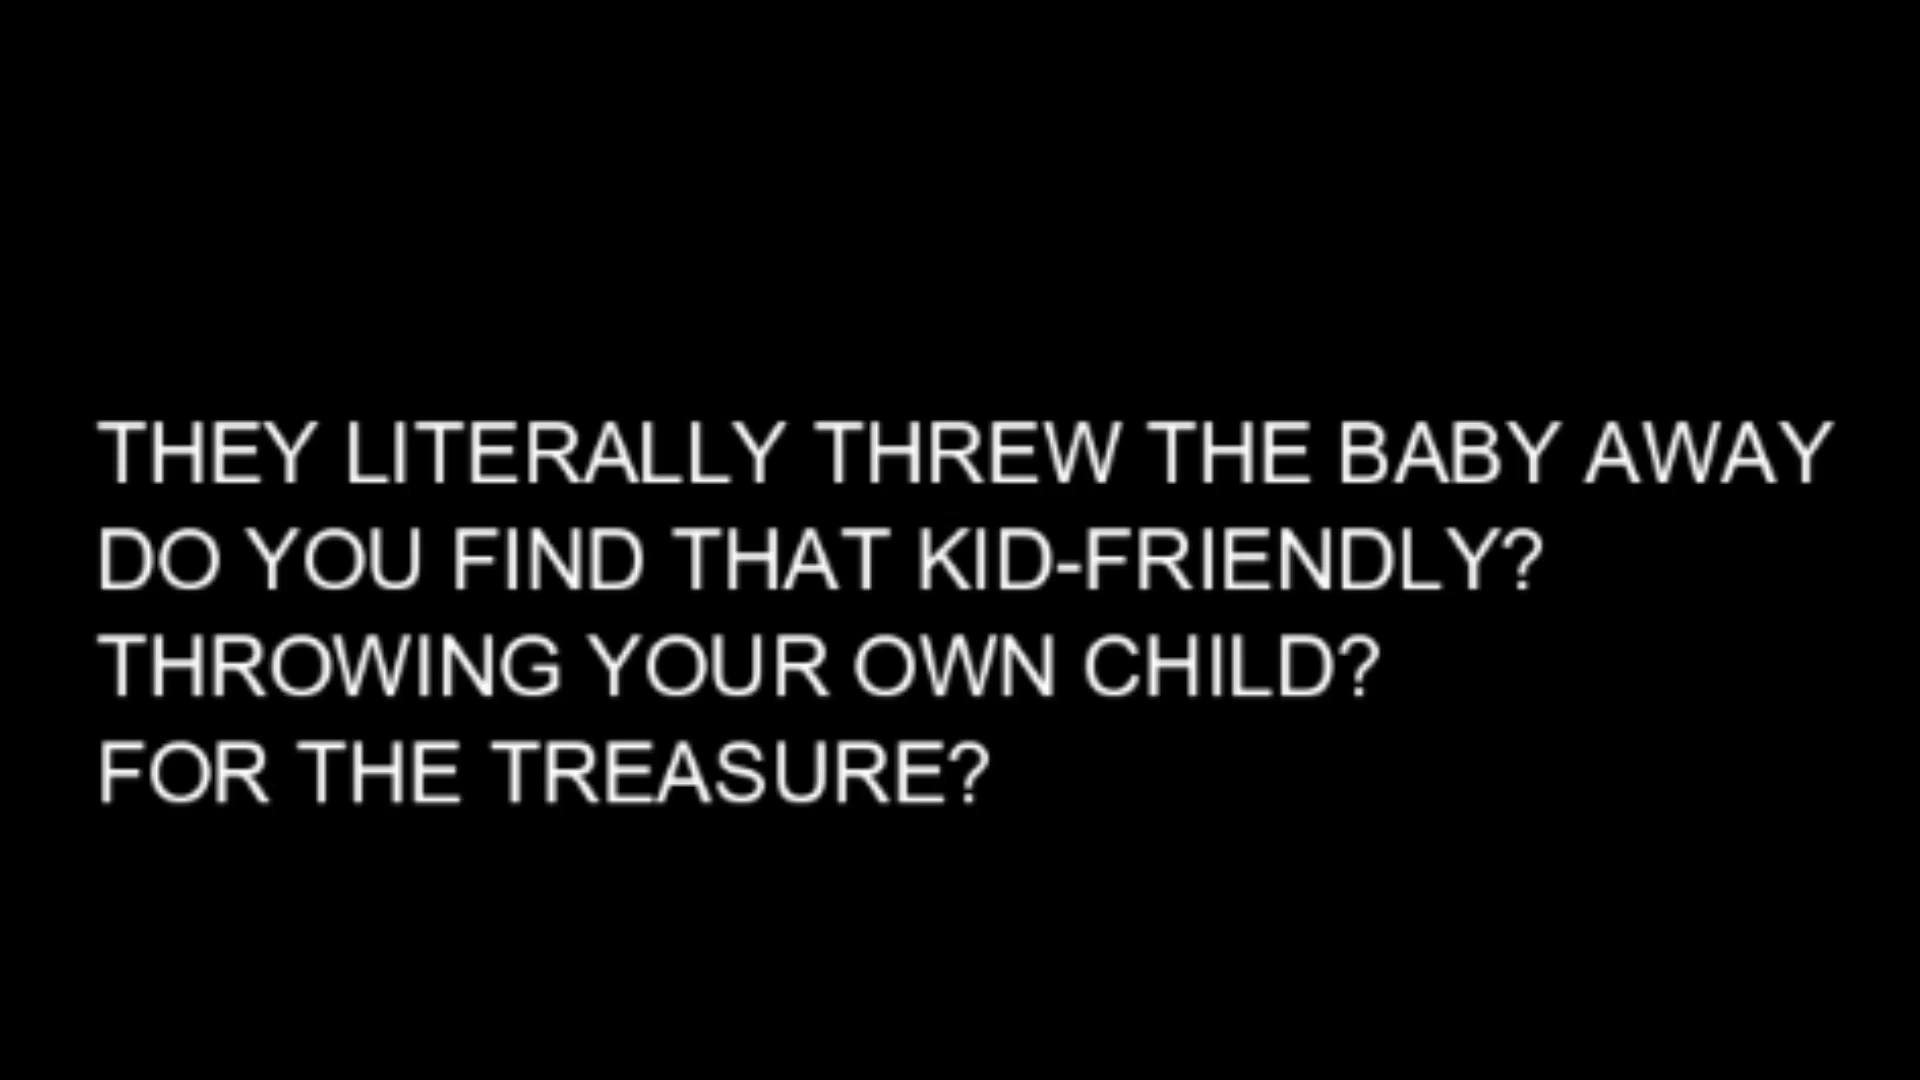 THEY LITERALLY THREW THE BABY AWAY
DO YOU FIND THAT KID-FRIENDLY?
THROWING YOUR OWN CHILD?
FOR THE TREASURE?